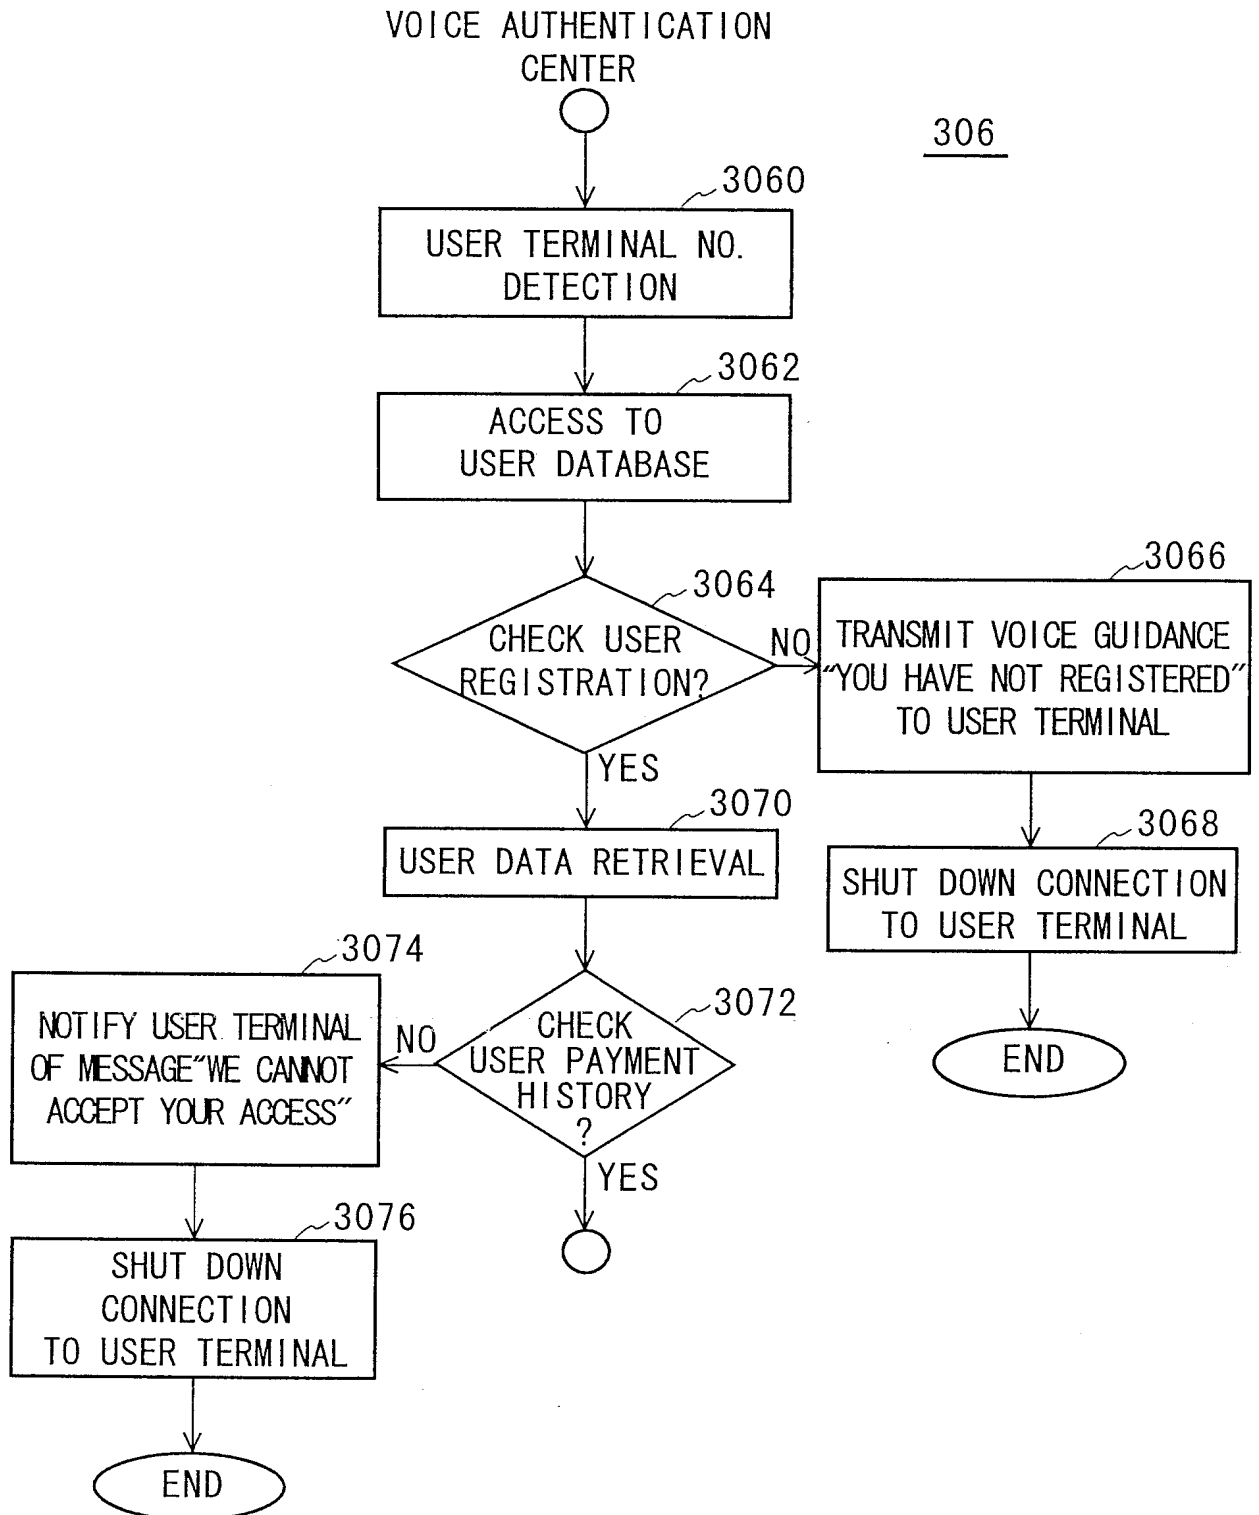 VOICE AUTHENTICATION
CENTER
306
3060
USER TERMINAL NO.
DETECTION
3062
ACCESS TO
USER DATABASE
3064
CHECK USER
REGISTRATION?
NO
3066
TRANSMIT VOICE GUIDANCE
"YOU HAVE NOT REGISTERED"
TO USER TERMINAL
YES
3070
USER DATA RETRIEVAL
3068
SHUT DOWN CONNECTION
TO USER TERMINAL
END
3072
CHECK
USER PAYMENT
HISTORY
?
NO
3074
NOTIFY USER TERMINAL
OF MESSAGE"WE CANNOT
ACCEPT YOUR ACCESS"
YES
3076
SHUT DOWN
CONNECTION
TO USER TERMINAL
END